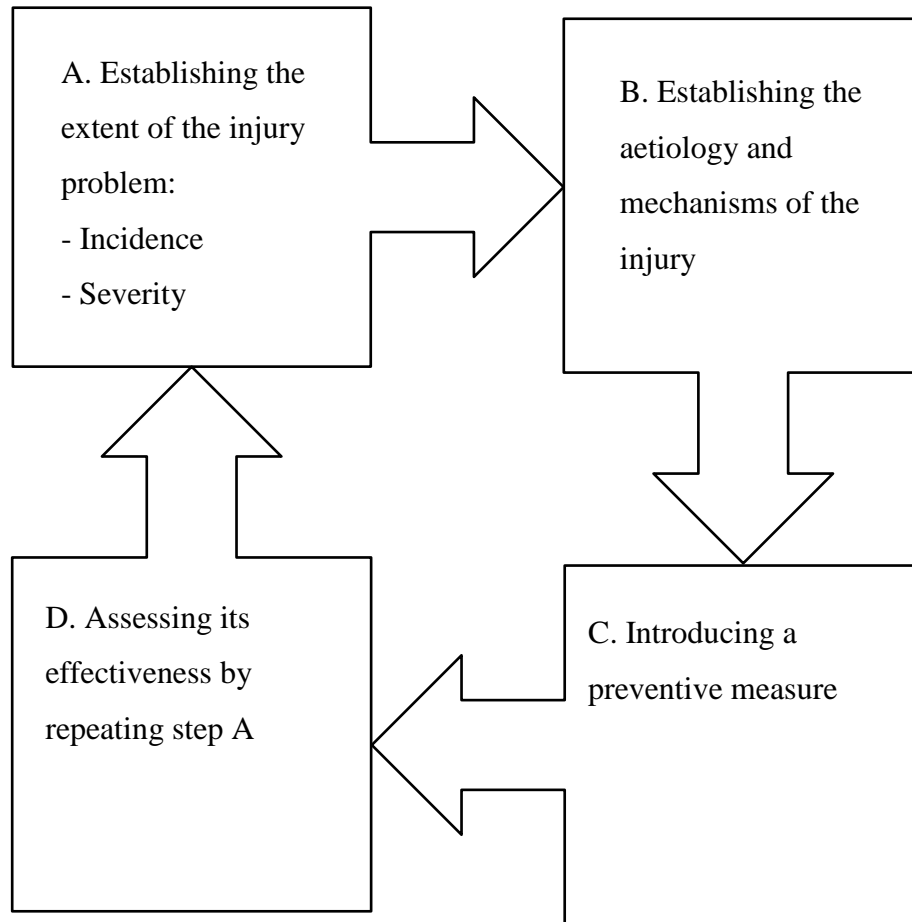 A. Establishing the
extent of the injury
problem:
- Incidence
- Severity
B. Establishing the
aetiology and
mechanisms of the
injury
C. Introducing a
preventive measure
D. Assessing its
effectiveness by
repeating step A